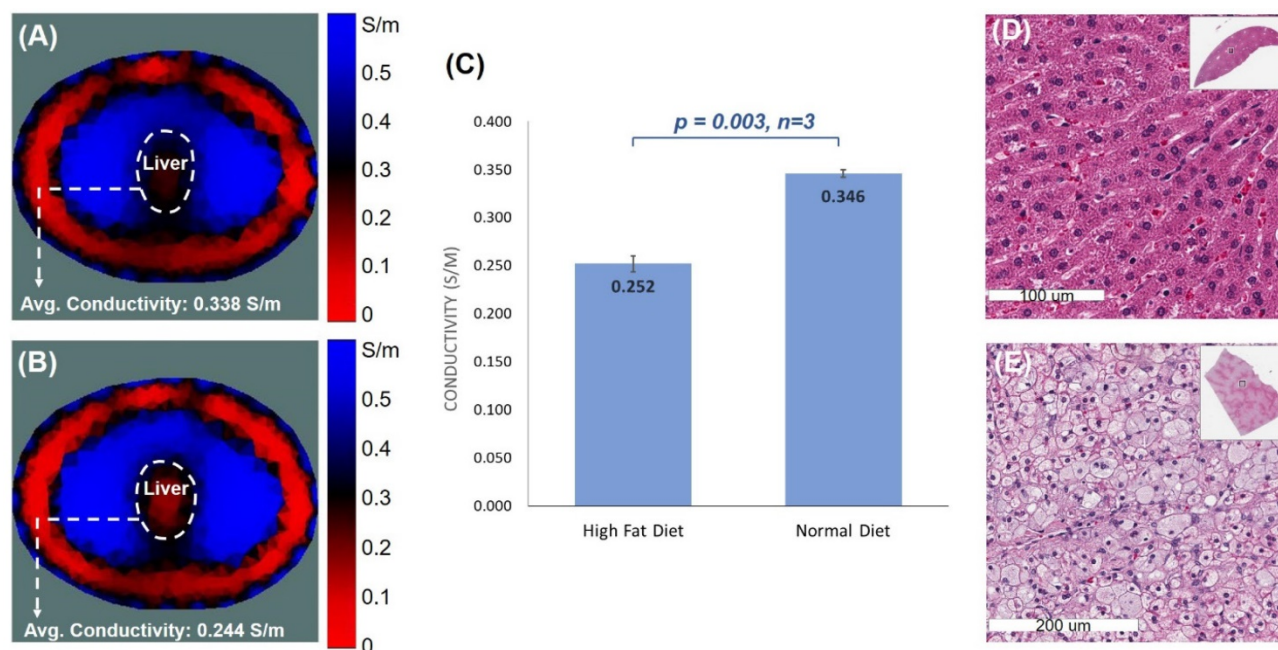 (A)
Liver
Avg. Conductivity: 0.338 S/m
S/m
0.5
0.4
0.3
0.2
0.1
0
(B)
Liver
Avg. Conductivity: 0.244 S/m
S/m
0.5
0.4
0.3
0.2
0.1
0
(C)
p = 0.003, n=3
CONDUCTIVITY (S/M)
0.400
0.350
0.300
0.250
0.200
0.150
0.100
0.050
0.000
0.252
0.346
High Fat Diet
Normal Diet
(D)
100 um
(E)
200 um